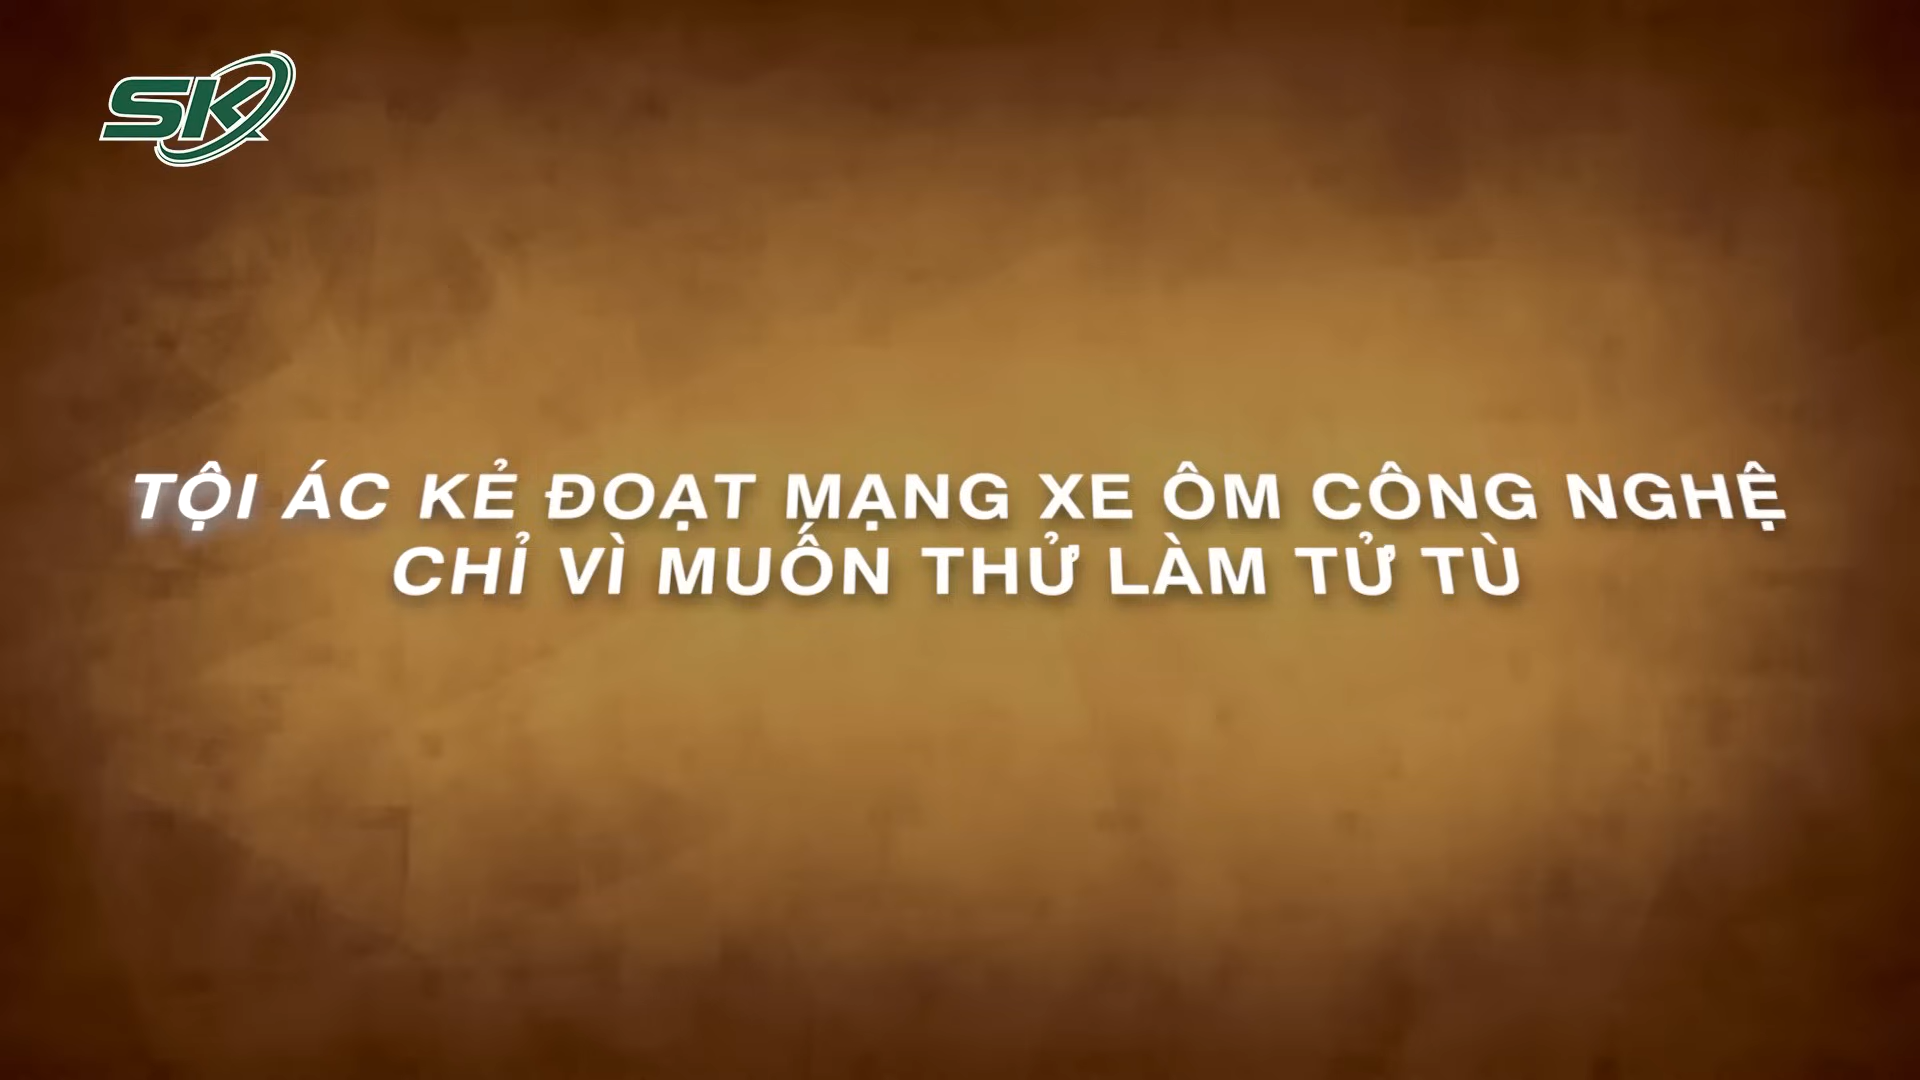 SK
TỘI ÁC KẺ ĐOẠT MẠNG XE ÔM CÔNG NGHỆ
CHỈ VÌ MUỐN THỬ LÀM TỬ TÙ